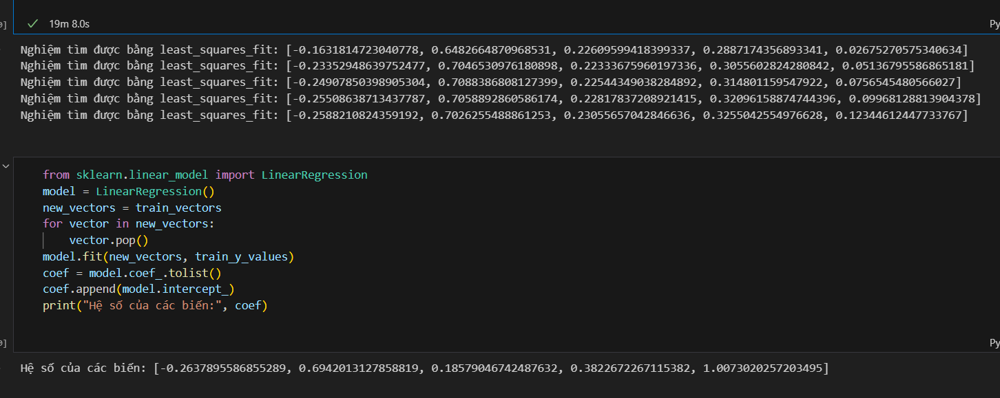 19m 8.0s
Py
Nghiệm tìm được bằng least_squares_fit: [-0.1631814723040778, 0.6482664870968531, 0.22609599418399337, 0.2887174356893341, 0.02675270575340634]
Nghiệm tìm được bằng least_squares_fit: [-0.23352948639752477, 0.7046530976180898, 0.22333675960197336, 0.3055602824280842, 0.05136795586865181]
Nghiệm tìm được bằng least_squares_fit: [-0.24907850398905304, 0.7088386808127399, 0.22544349038284892, 0.314801159547922, 0.0756545480566027]
Nghiệm tìm được bằng least_squares_fit: [-0.25508638713437787, 0.7058892860586174, 0.22817837208921415, 0.32096158874744396, 0.09968128813904378]
Nghiệm tìm được bằng least_squares_fit: [-0.2588210824359192, 0.7026255488861253, 0.23055657042846636, 0.3255042554976628, 0.12344612447733767]
from sklearn.linear_model import LinearRegression
model = LinearRegression()
new_vectors = train_vectors
for vector in new_vectors:
    vector.pop()
model.fit(new_vectors, train_y_values)
coef = model.coef_.tolist()
coef.append(model.intercept_)
print("Hệ số của các biến:", coef)
Py
Hệ số của các biến: [-0.2637895586855289, 0.6942013127858819, 0.18579046742487632, 0.3822672267115382, 1.0073020257203495]